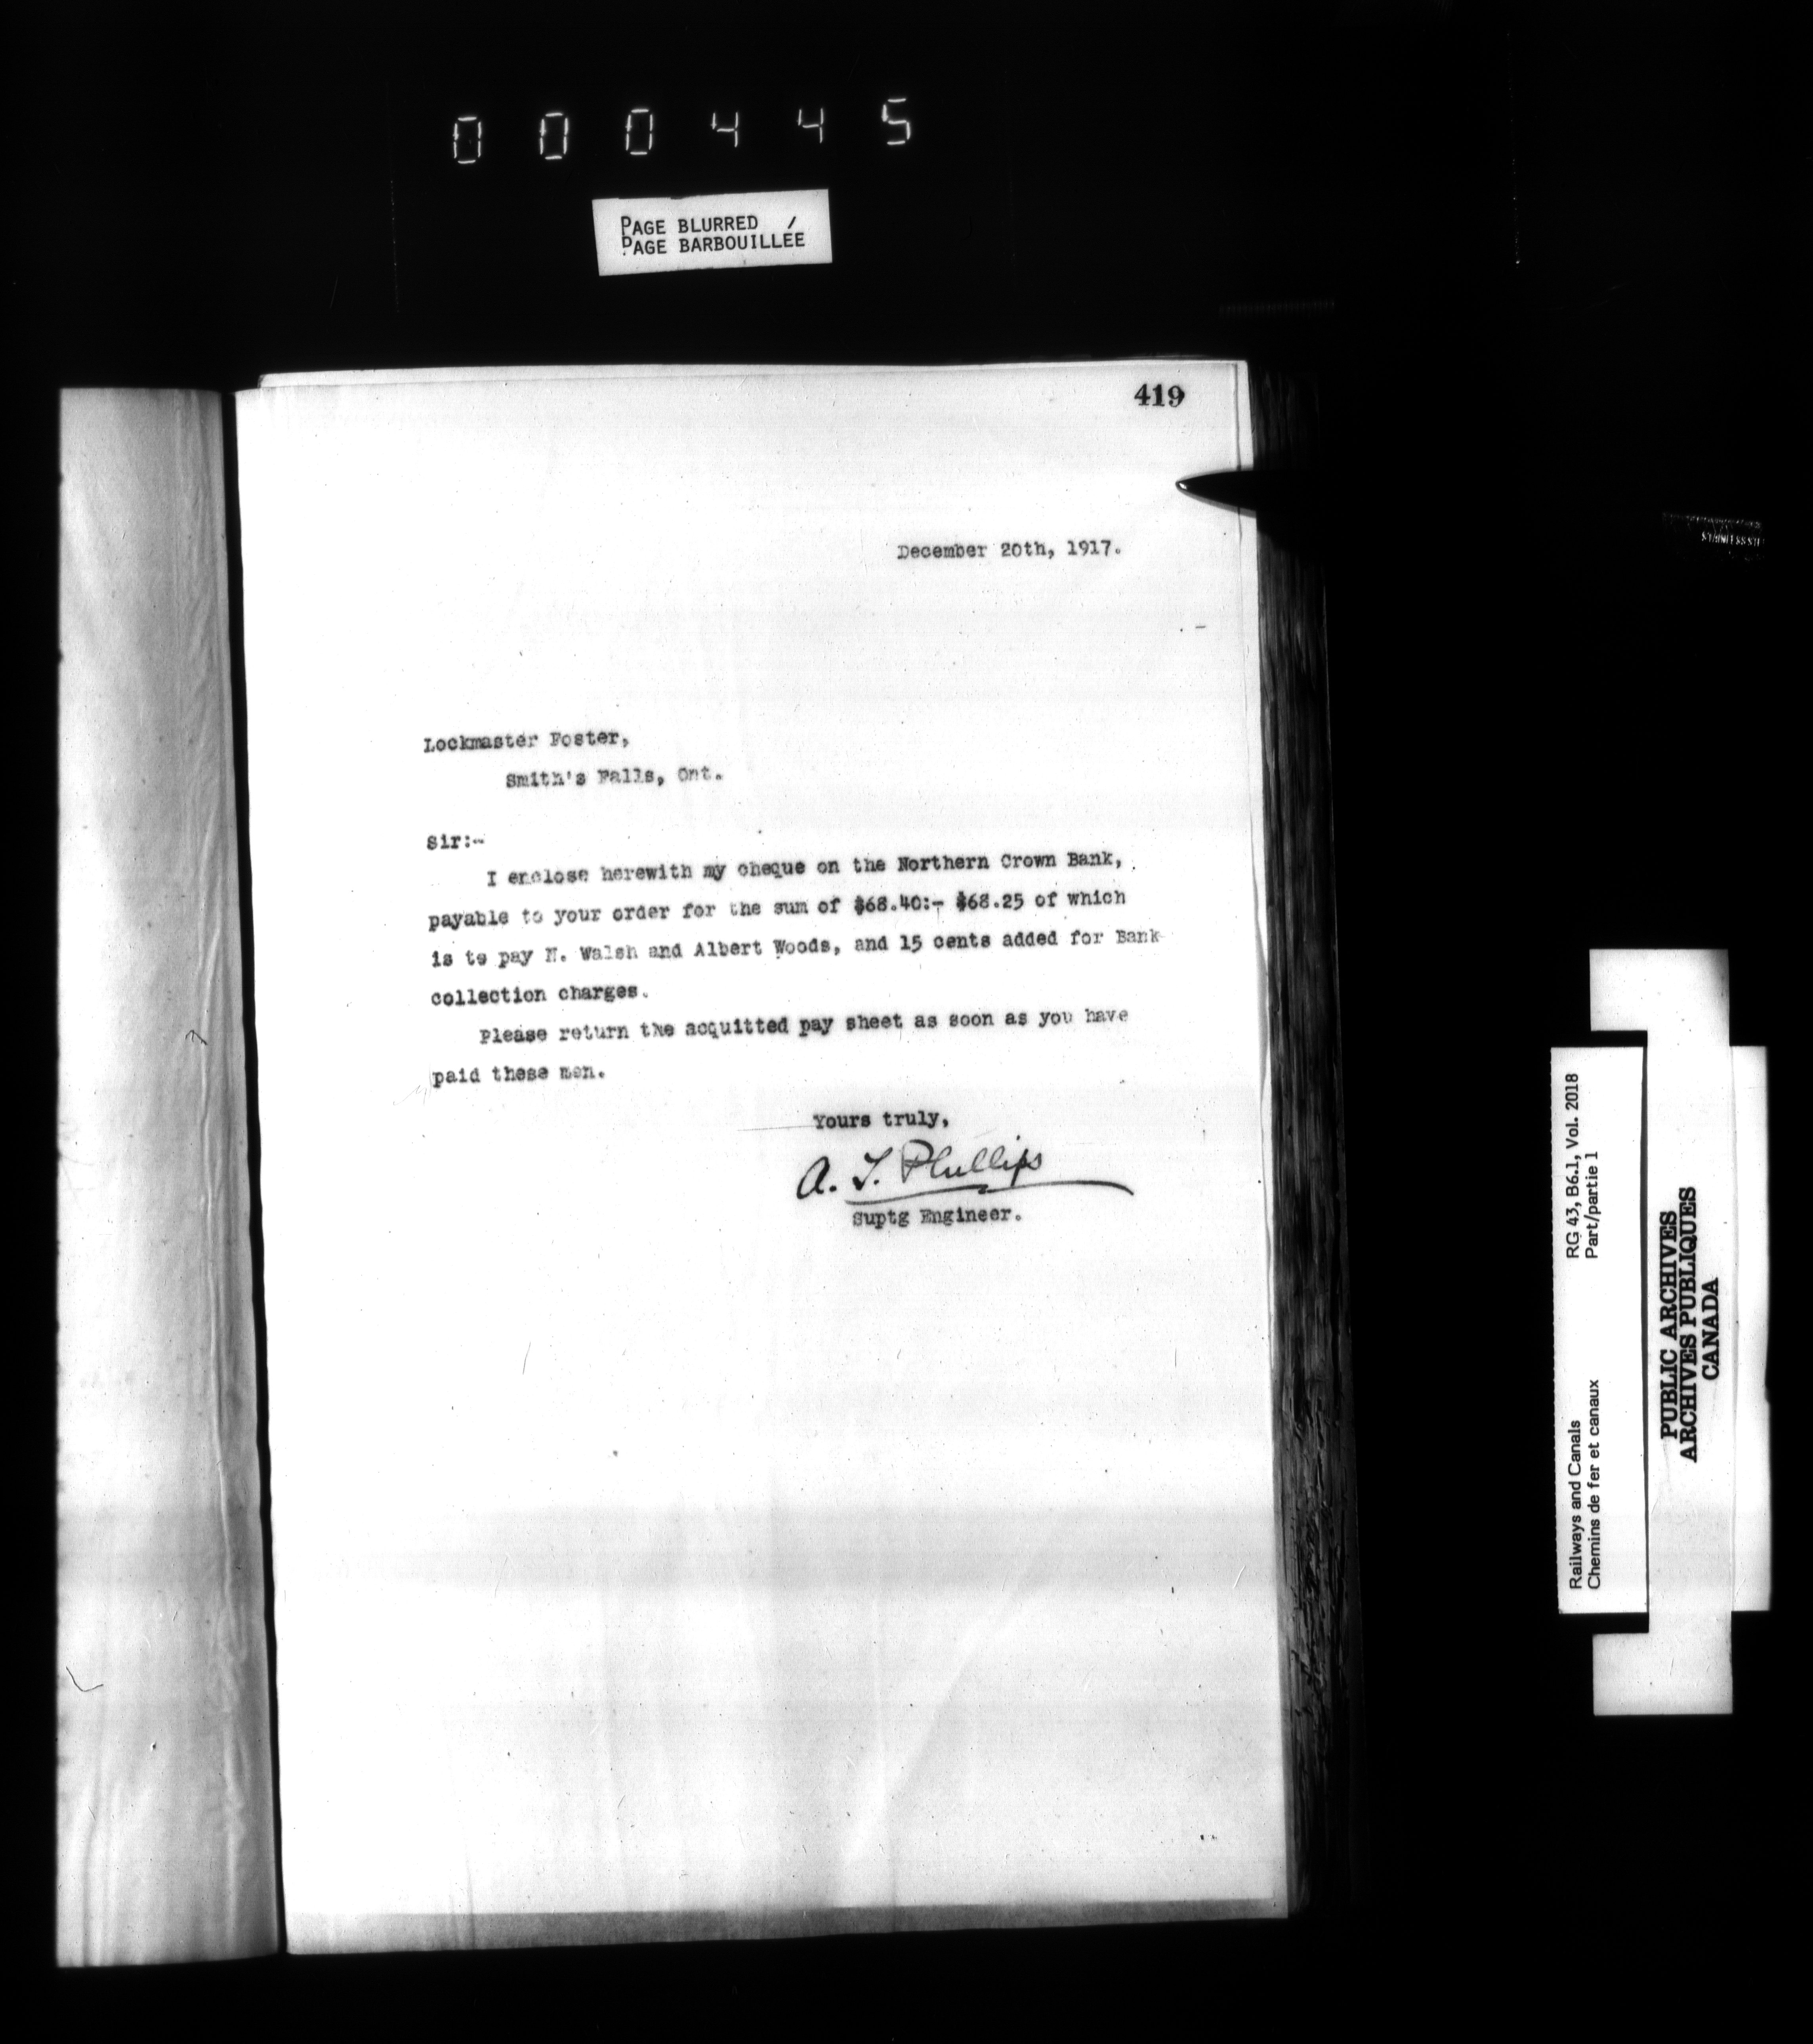 000445
PAGE BLURRED /
PAGE BARBOUILLÉE
419
December 20th, 1917.
Lockmaster Foster,
Smith's Falls, Ont.
Sir:-
I enclose herewith my cheque on the Northern Crown Bank,
payable to your order for the sum of $68.40:- $68.25 of which
is to pay N. Walsh and Albert Woods, and 15 cents added for Bank
collection charges.
Please return the acquitted pay sheet as soon as you have
paid these men.
Yours truly,
A. T. Phillips
Suptg Engineer.
RG 43, B6.1, Vol. 2018
Part/partie 1
Railways and Canals
Chemins de fer et canaux
PUBLIC ARCHIVES
ARCHIVES PUBLIQUES
CANADA